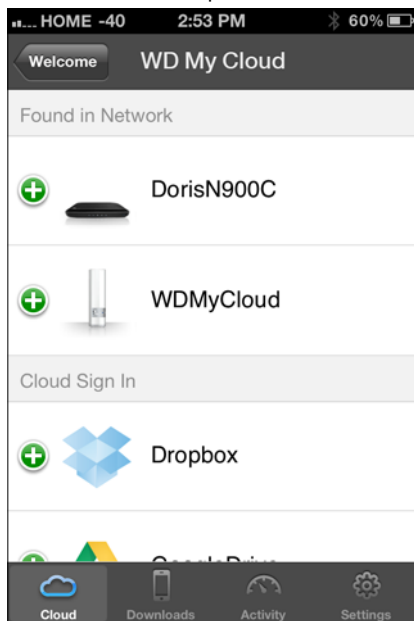 HOME -40 2:53 PM 60%
Welcome WD My Cloud
Found in Network
DorisN900C
WDMyCloud
Cloud Sign In
Dropbox
GoogleDrive
Cloud Downloads Activity Settings